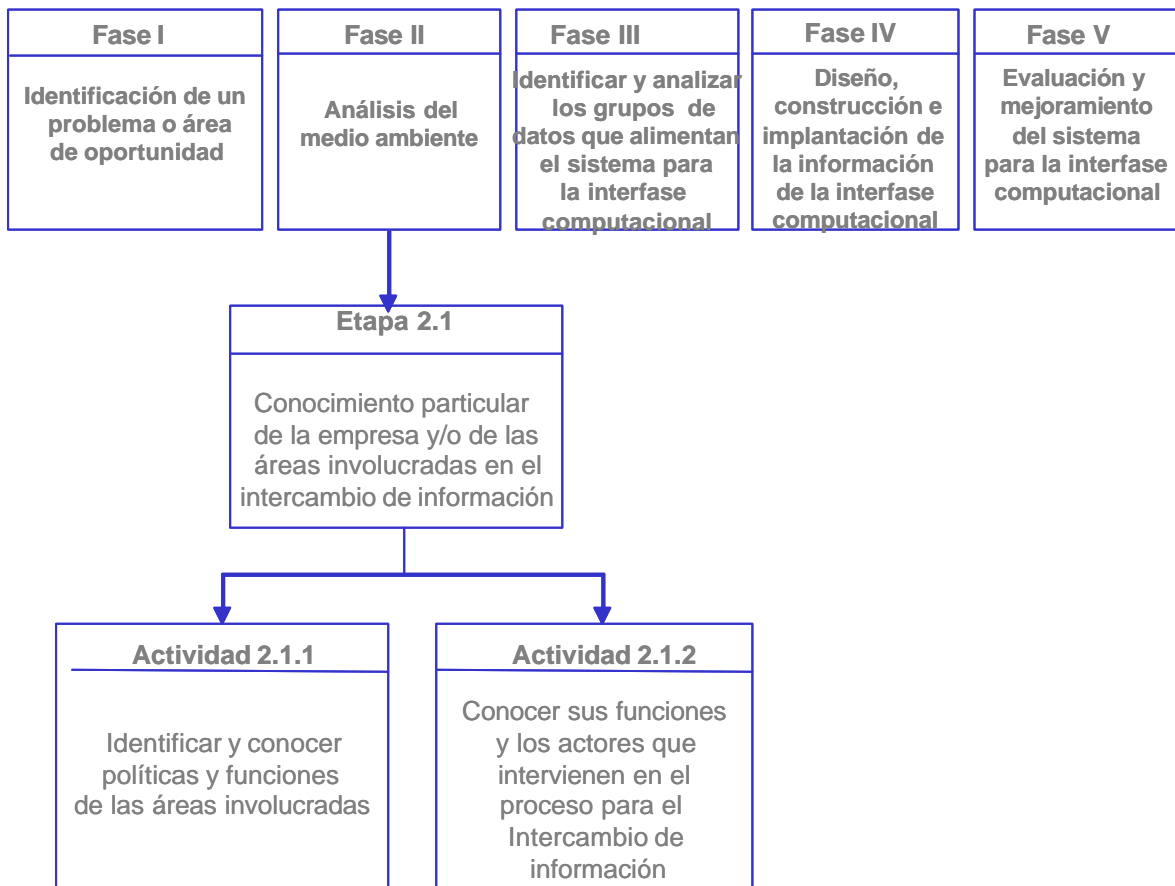 Fase I
Identificación de un
problema o área
de oportunidad
Fase II
Análisis del
medio ambiente
Fase III
Identificar y analizar
los grupos de
datos que alimentan
el sistema para
la interfase
computacional
Fase IV
Diseño,
construcción e
implantación de
la información
de la interfase
computacional
Fase V
Evaluación y
mejoramiento
del sistema
para la interfase
computacional
Etapa 2.1
Conocimiento particular
de la empresa y/o de las
áreas involucradas en el
intercambio de información
Actividad 2.1.1
Identificar y conocer
políticas y funciones
de las áreas involucradas
Actividad 2.1.2
Conocer sus funciones
y los actores que
intervienen en el
proceso para el
Intercambio de
información